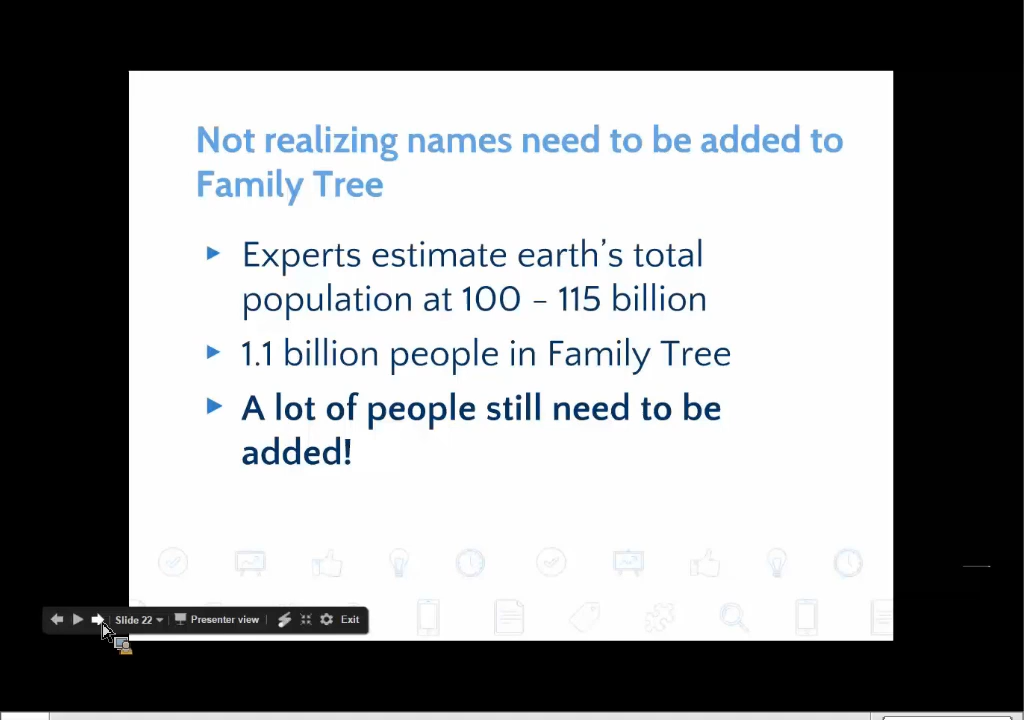 Not realizing names need to be added to
Family Tree
Experts estimate earth's total
population at 100 – 115 billion
1.1 billion people in Family Tree
A lot of people still need to be
added!
Slide 22
Presenter view
Exit